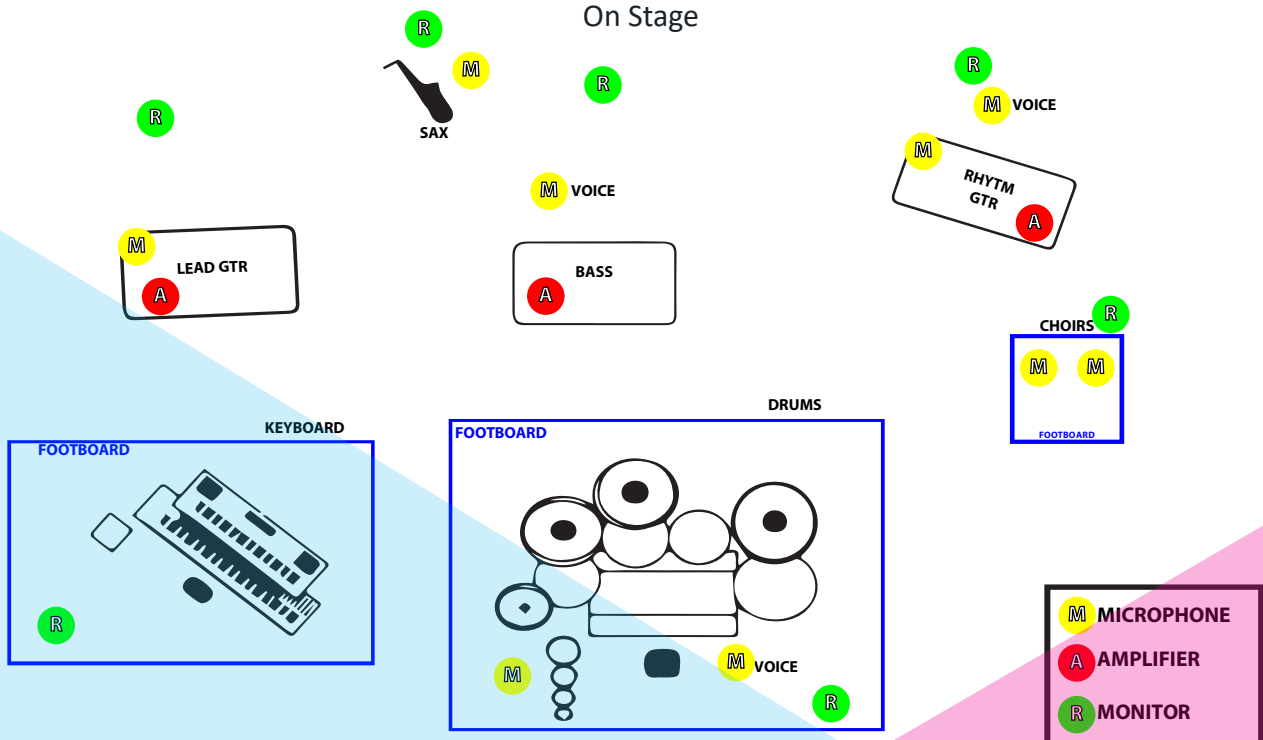 On Stage
R
M
R
R
M VOICE
R
SAX
M
RHYTM
GTR
A
M VOICE
M
LEAD GTR
A
BASS
A
R
CHOIRS
M M
FOOTBOARD
DRUMS
KEYBOARD
FOOTBOARD
FOOTBOARD
R
M
M VOICE
R
M MICROPHONE
A AMPLIFIER
R MONITOR